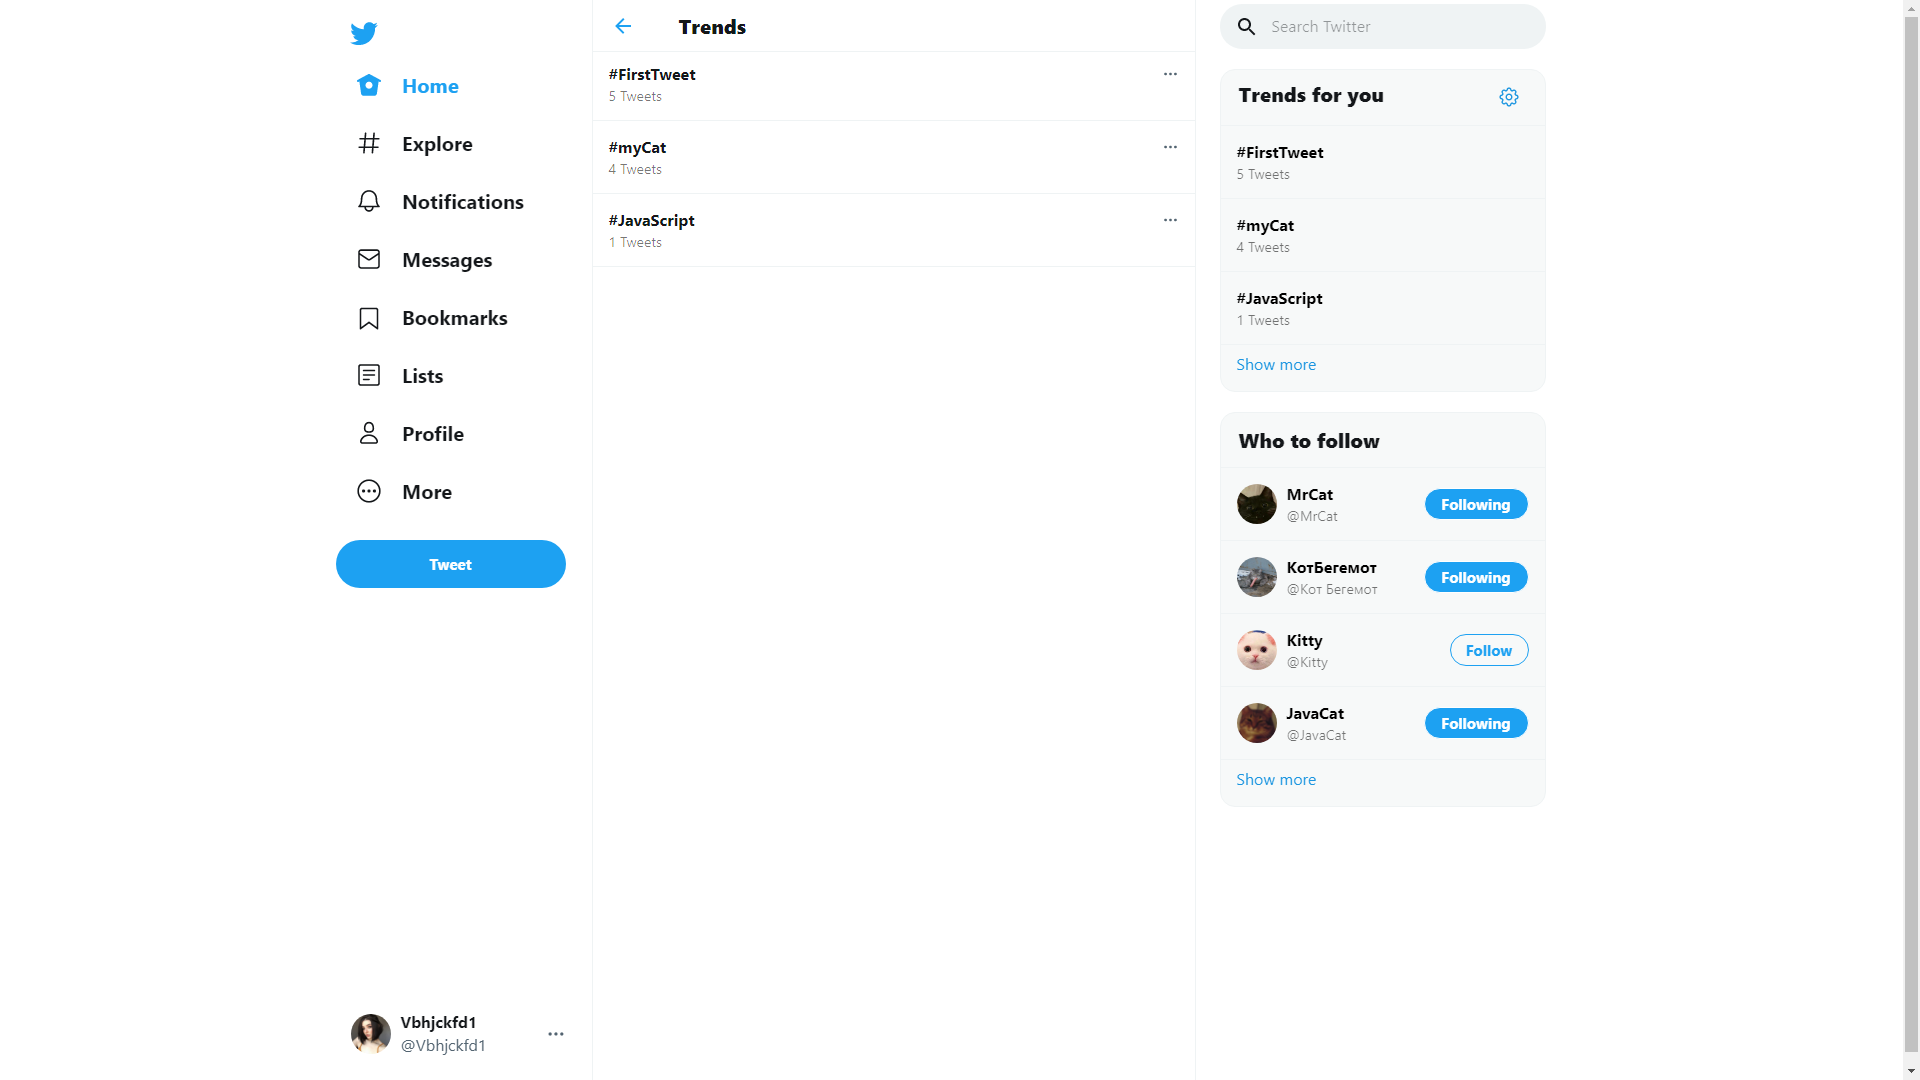 Home
Explore
Notifications
Messages
Bookmarks
Lists
Profile
More
Tweet
Vbhjckfd1
@Vbhjckfd1
Trends
#FirstTweet
5 Tweets
#myCat
4 Tweets
#JavaScript
1 Tweets
Search Twitter
Trends for you
#FirstTweet
5 Tweets
#myCat
4 Tweets
#JavaScript
1 Tweets
Show more
Who to follow
MrCat
@MrCat
Following
КотБегемот
@Кот Бегемот
Following
Kitty
@Kitty
Follow
JavaCat
@JavaCat
Following
Show more